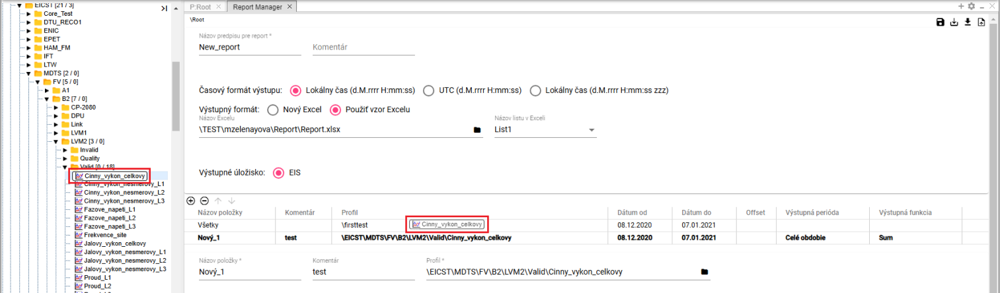 EICST [21 / 3]
Core_Test
DTU_RECO1
ENIC
EPET
HAM_FM
IFT
LTW
MDTS [2 / 0]
FV [5 / 0]
A1
B2 [7 / 0]
CP-2080
DPU
Link
LVM1
LVM2 [3 / 0]
Invalid
Quality
Valid [0 / 18]
Cinny_vykon_celkovy
Cinny_vykon_nesmerovy_L1
Cinny_vykon_nesmerovy_L2
Cinny_vykon_nesmerovy_L3
Fazove_napeti_L1
Fazove_napeti_L2
Fazove_napeti_L3
Frekvence_site
Jalovy_vykon_celkovy
Jalovy_vykon_nesmerovy_L1
Jalovy_vykon_nesmerovy_L2
Jalovy_vykon_nesmerovy_L3
Proud_L1
Proud_L2
P:Root × Report Manager ×
\Root
Názov predpisu pre report *
New_report Komentár
Časový formát výstupu: Lokálny čas (d.M.rrrr H:mm:ss) UTC (d.M.rrrr H:mm:ss) Lokálny čas (d.M.rrrr H:mm:ss zzz)
Výstupný formát: Nový Excel Použiť vzor Excelu
Názov Excelu Názov listu v Exceli
\TEST\mzelenayova\Report\Report.xlsx List1
Výstupné úložisko: EIS
Názov položky Komentár Profil Dátum od Dátum do Offset Výstupná perióda Výstupná funkcia
Všetky \firsttest Cinny_vykon_celkovy 08.12.2020 07.01.2021
Nový_1 test \EICST\MDTS\FV\B2\LVM2\Valid\Cinny_vykon_celkovy 08.12.2020 07.01.2021 Celé obdobie Sum
Názov položky * Komentár Profil *
Nový_1 test \EICST\MDTS\FV\B2\LVM2\Valid\Cinny_vykon_celkovy